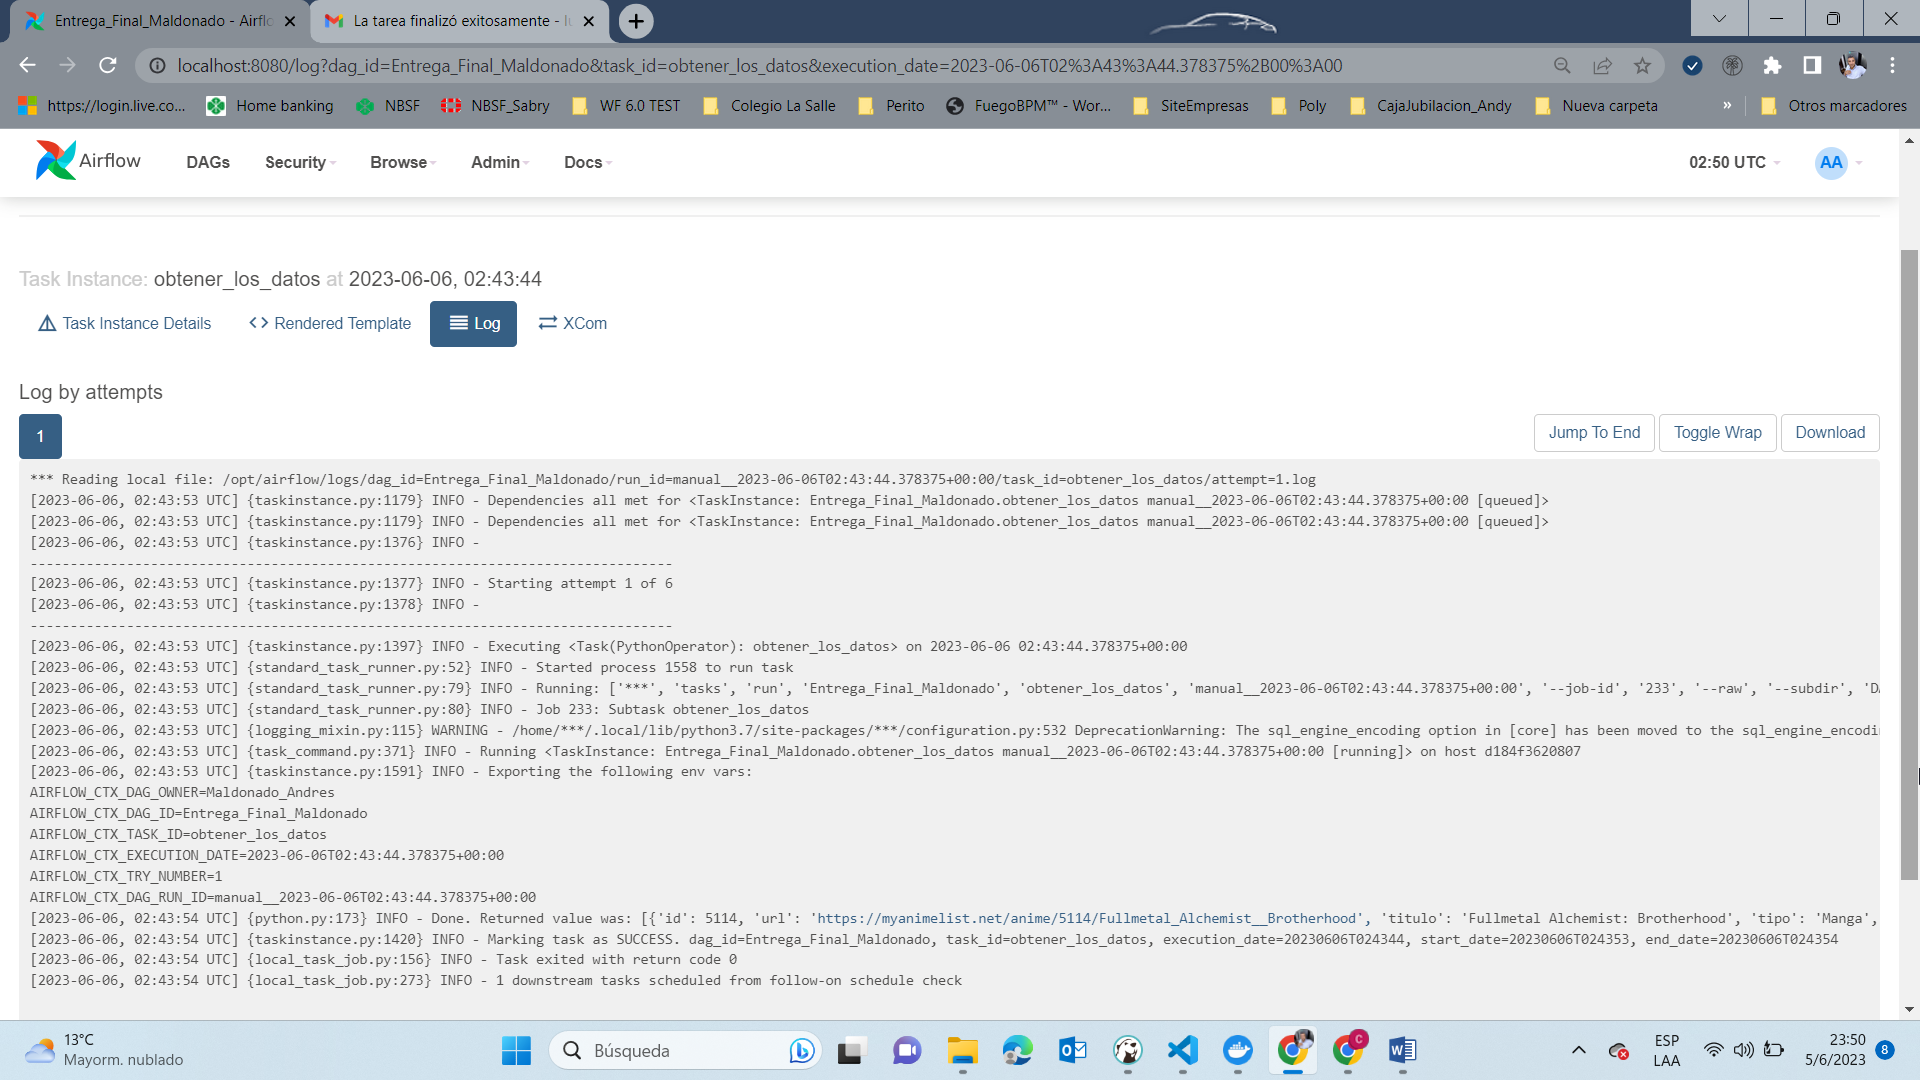 Entrega_Final_Maldonado - Airflo
La tarea finalizó exitosamente - lu
localhost:8080/log?dag_id=Entrega_Final_Maldonado&task_id=obtener_los_datos&execution_date=2023-06-06T02%3A43%3A44.378375%2B00%3A00
https://login.live.co... Home banking NBSF NBSF_Sabry WF 6.0 TEST Colegio La Salle Perito FuegoBPM™ - Wor... SiteEmpresas Poly CajaJubilacion_Andy Nueva carpeta » Otros marcadores
Airflow DAGs Security Browse Admin Docs 02:50 UTC AA
Task Instance: obtener_los_datos at 2023-06-06, 02:43:44
Task Instance Details Rendered Template Log XCom
Log by attempts
1 Jump To End Toggle Wrap Download
*** Reading local file: /opt/airflow/logs/dag_id=Entrega_Final_Maldonado/run_id=manual__2023-06-06T02:43:44.378375+00:00/task_id=obtener_los_datos/attempt=1.log
[2023-06-06, 02:43:53 UTC] {taskinstance.py:1179} INFO - Dependencies all met for <TaskInstance: Entrega_Final_Maldonado.obtener_los_datos manual__2023-06-06T02:43:44.378375+00:00 [queued]>
[2023-06-06, 02:43:53 UTC] {taskinstance.py:1179} INFO - Dependencies all met for <TaskInstance: Entrega_Final_Maldonado.obtener_los_datos manual__2023-06-06T02:43:44.378375+00:00 [queued]>
[2023-06-06, 02:43:53 UTC] {taskinstance.py:1376} INFO -
--------------------------------------------------------------------------------
[2023-06-06, 02:43:53 UTC] {taskinstance.py:1377} INFO - Starting attempt 1 of 6
[2023-06-06, 02:43:53 UTC] {taskinstance.py:1378} INFO -
--------------------------------------------------------------------------------
[2023-06-06, 02:43:53 UTC] {taskinstance.py:1397} INFO - Executing <Task(PythonOperator): obtener_los_datos> on 2023-06-06 02:43:44.378375+00:00
[2023-06-06, 02:43:53 UTC] {standard_task_runner.py:52} INFO - Started process 1558 to run task
[2023-06-06, 02:43:53 UTC] {standard_task_runner.py:79} INFO - Running: ['***', 'tasks', 'run', 'Entrega_Final_Maldonado', 'obtener_los_datos', 'manual__2023-06-06T02:43:44.378375+00:00', '--job-id', '233', '--raw', '--subdir', 'DA
[2023-06-06, 02:43:53 UTC] {standard_task_runner.py:80} INFO - Job 233: Subtask obtener_los_datos
[2023-06-06, 02:43:53 UTC] {logging_mixin.py:115} WARNING - /home/***/.local/lib/python3.7/site-packages/***/configuration.py:532 DeprecationWarning: The sql_engine_encoding option in [core] has been moved to the sql_engine_encodi
[2023-06-06, 02:43:53 UTC] {task_command.py:371} INFO - Running <TaskInstance: Entrega_Final_Maldonado.obtener_los_datos manual__2023-06-06T02:43:44.378375+00:00 [running]> on host d184f3620807
[2023-06-06, 02:43:53 UTC] {taskinstance.py:1591} INFO - Exporting the following env vars:
AIRFLOW_CTX_DAG_OWNER=Maldonado_Andres
AIRFLOW_CTX_DAG_ID=Entrega_Final_Maldonado
AIRFLOW_CTX_TASK_ID=obtener_los_datos
AIRFLOW_CTX_EXECUTION_DATE=2023-06-06T02:43:44.378375+00:00
AIRFLOW_CTX_TRY_NUMBER=1
AIRFLOW_CTX_DAG_RUN_ID=manual__2023-06-06T02:43:44.378375+00:00
[2023-06-06, 02:43:54 UTC] {python.py:173} INFO - Done. Returned value was: [{'id': 5114, 'url': 'https://myanimelist.net/anime/5114/Fullmetal_Alchemist__Brotherhood', 'titulo': 'Fullmetal Alchemist: Brotherhood', 'tipo': 'Manga',
[2023-06-06, 02:43:54 UTC] {taskinstance.py:1420} INFO - Marking task as SUCCESS. dag_id=Entrega_Final_Maldonado, task_id=obtener_los_datos, execution_date=20230606T024344, start_date=20230606T024353, end_date=20230606T024354
[2023-06-06, 02:43:54 UTC] {local_task_job.py:156} INFO - Task exited with return code 0
[2023-06-06, 02:43:54 UTC] {local_task_job.py:273} INFO - 1 downstream tasks scheduled from follow-on schedule check
13°C
Mayorm. nublado
Búsqueda
C
ESP
LAA
23:50
5/6/2023
8